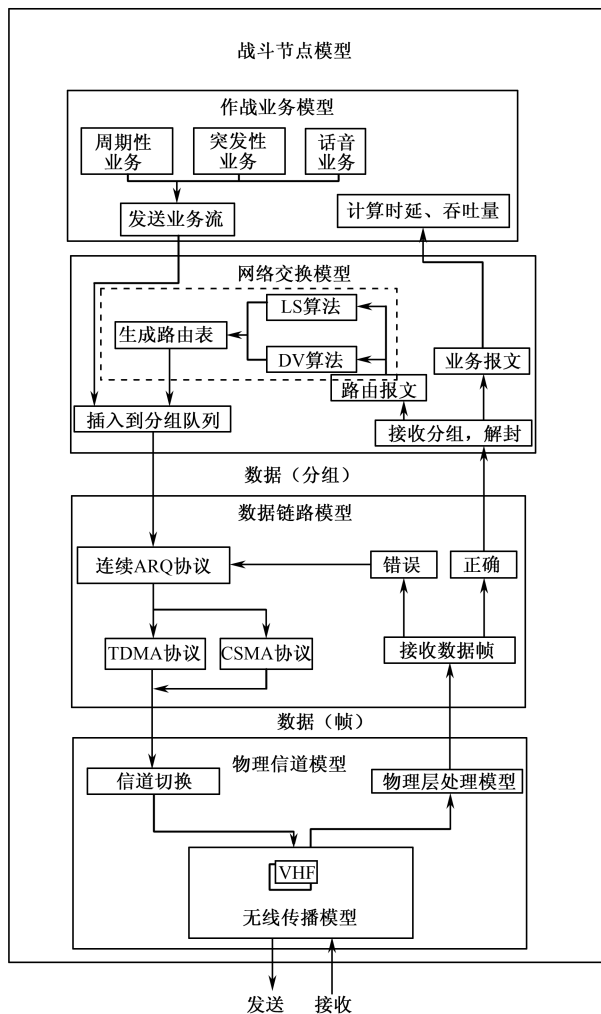 战斗节点模型
作战业务模型
周期性
业务
突发性
业务
话音
业务
发送业务流
计算时延、吞吐量
网络交换模型
LS算法
生成路由表
DV算法
业务报文
路由报文
插入到分组队列
接收分组，解封
数据（分组）
数据链路模型
连续ARQ协议
错误
正确
TDMA协议
CSMA协议
接收数据帧
数据（帧）
物理信道模型
信道切换
物理层处理模型
VHF
无线传播模型
发送
接收